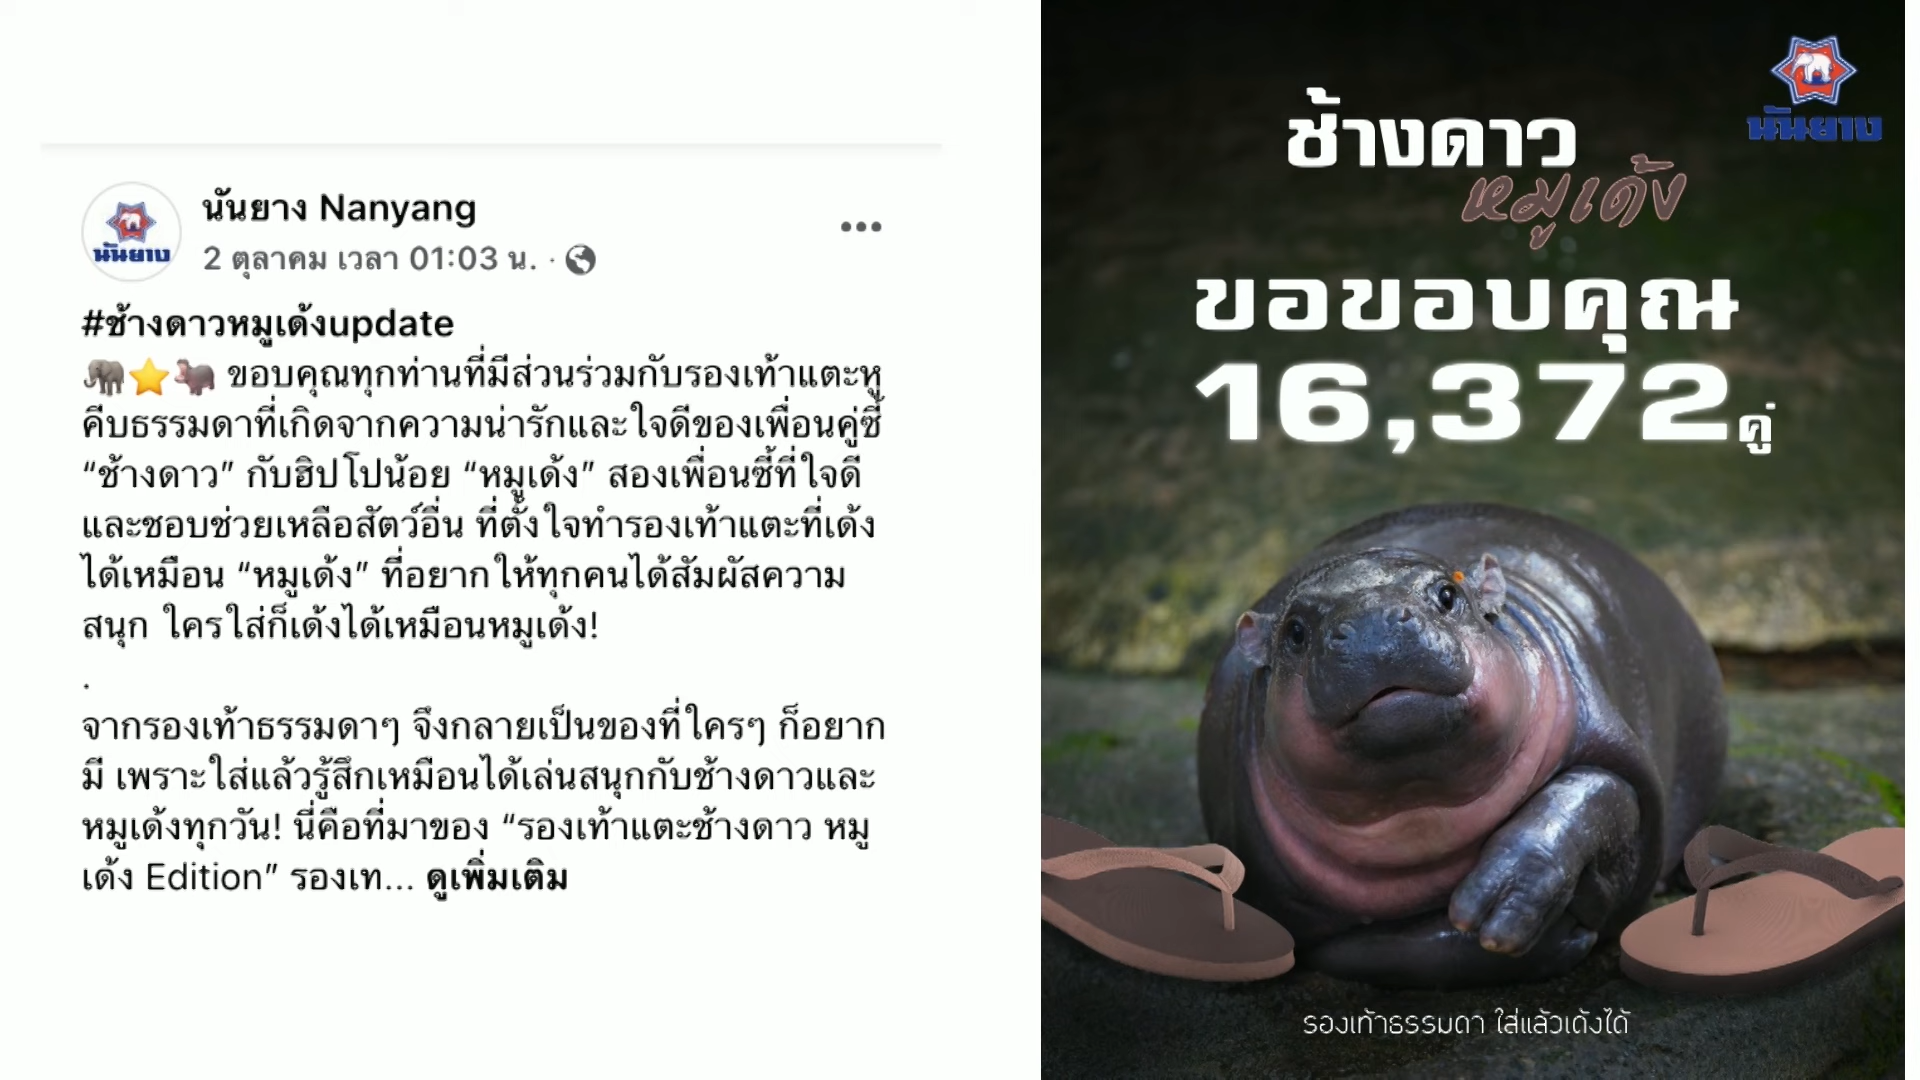 นันยาง
นันยาง Nanyang
2 ตุลาคม เวลา 01:03 น. ·
#ช้างดาวหมูเด้งupdate
🐘⭐🦛 ขอบคุณทุกท่านที่มีส่วนร่วมกับรองเท้าแตะหู
คีบธรรมดาที่เกิดจากความน่ารักและใจดีของเพื่อนคู่ซี้
“ช้างดาว” กับฮิปโปน้อย “หมูเด้ง” สองเพื่อนซี้ที่ใจดี
และชอบช่วยเหลือสัตว์อื่น ที่ตั้งใจทำรองเท้าแตะที่เด้ง
ได้เหมือน “หมูเด้ง” ที่อยากให้ทุกคนได้สัมผัสความ
สนุก ใครใส่ก็เด้งได้เหมือนหมูเด้ง!
.
จากรองเท้าธรรมดาๆ จึงกลายเป็นของที่ใครๆ ก็อยาก
มี เพราะใส่แล้วรู้สึกเหมือนได้เล่นสนุกกับช้างดาวและ
หมูเด้งทุกวัน! นี่คือที่มาของ “รองเท้าแตะช้างดาว หมู
เด้ง Edition” รองเท... ดูเพิ่มเติม
นันยาง
ช้างดาว
หมูเด้ง
ขอขอบคุณ
16,372 คู่
รองเท้าธรรมดา ใส่แล้วเด้งได้